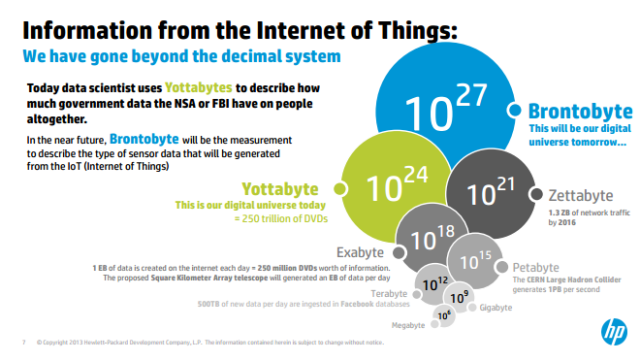 Information from the Internet of Things:
We have gone beyond the decimal system
Today data scientist uses Yottabytes to describe how
much government data the NSA or FBI have on people
altogether.
In the near future, Brontobyte will be the measurement
to describe the type of sensor data that will be generated
from the IoT (Internet of Things)
10^27
Brontobyte
This will be our digital
universe tomorrow...
10^24
Yottabyte
This is our digital universe today
= 250 trillion of DVDs
10^21
Zettabyte
1.3 ZB of network traffic
by 2016
10^18
Exabyte
1 EB of data is created on the internet each day = 250 million DVDs worth of information.
The proposed Square Kilometer Array telescope will generated an EB of data per day
10^15
Petabyte
The CERN Large Hadron Collider
generates 1PB per second
10^12
Terabyte
500TB of new data per day are ingested in Facebook databases
10^9
Gigabyte
10^6
Megabyte
7 © Copyright 2013 Hewlett-Packard Development Company, L.P. The information contained herein is subject to change without notice.
hp